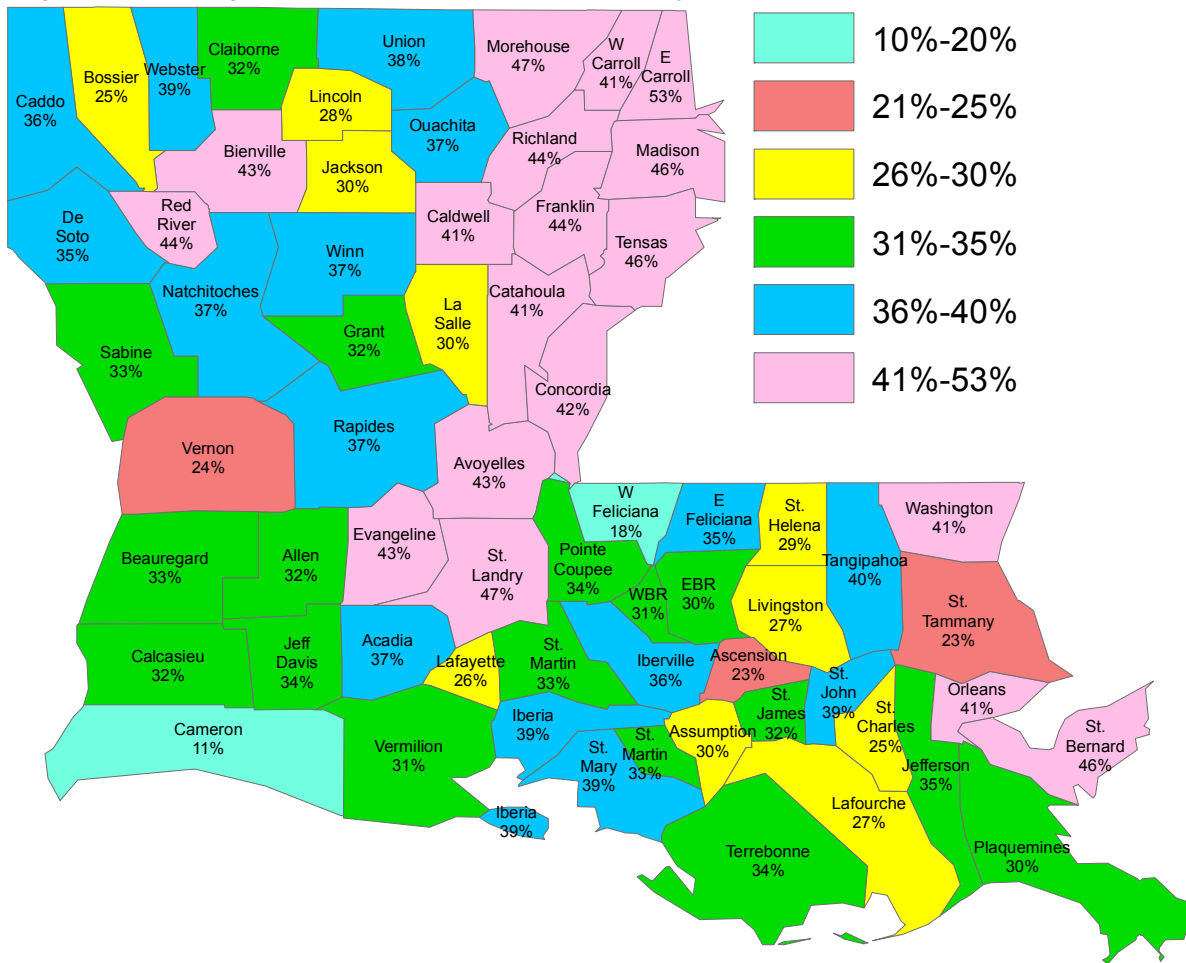 10%-20%
21%-25%
26%-30%
31%-35%
36%-40%
41%-53%
Caddo
36%
Bossier
25%
Webster
39%
Claiborne
32%
Union
38%
Morehouse
47%
W
Carroll
41%
E
Carroll
53%
Lincoln
28%
Ouachita
37%
Richland
44%
Madison
46%
Bienville
43%
Jackson
30%
De
Soto
35%
Red
River
44%
Caldwell
41%
Franklin
44%
Tensas
46%
Winn
37%
Natchitoches
37%
La
Salle
30%
Catahoula
41%
Sabine
33%
Grant
32%
Concordia
42%
Vernon
24%
Rapides
37%
Avoyelles
43%
W
Feliciana
18%
E
Feliciana
35%
St.
Helena
29%
Washington
41%
Beauregard
33%
Allen
32%
Evangeline
43%
St.
Landry
47%
Pointe
Coupee
34%
WBR
31%
EBR
30%
Tangipahoa
40%
Livingston
27%
St.
Tammany
23%
Calcasieu
32%
Jeff
Davis
34%
Acadia
37%
Lafayette
26%
St.
Martin
33%
Iberville
36%
Ascension
23%
St.
John
39%
Orleans
41%
St.
James
32%
St.
Charles
25%
St.
Bernard
46%
Cameron
11%
Vermilion
31%
Iberia
39%
St.
Mary
39%
St.
Martin
33%
Assumption
30%
Jefferson
35%
Lafourche
27%
Iberia
39%
Terrebonne
34%
Plaquemines
30%